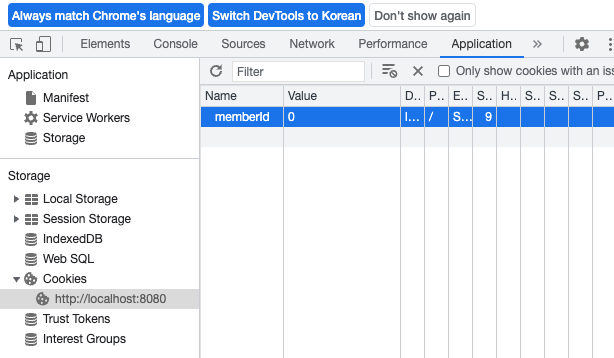 Always match Chrome's language Switch DevTools to Korean Don't show again
Elements Console Sources Network Performance Application »
Application
Manifest
Service Workers
Storage
Storage
Local Storage
Session Storage
IndexedDB
Web SQL
Cookies
http://localhost:8080
Trust Tokens
Interest Groups
Filter Only show cookies with an iss
Name Value D.. P.. E.. S.. H.. S.. S.. S.. P..
memberId 0 l... / S... 9